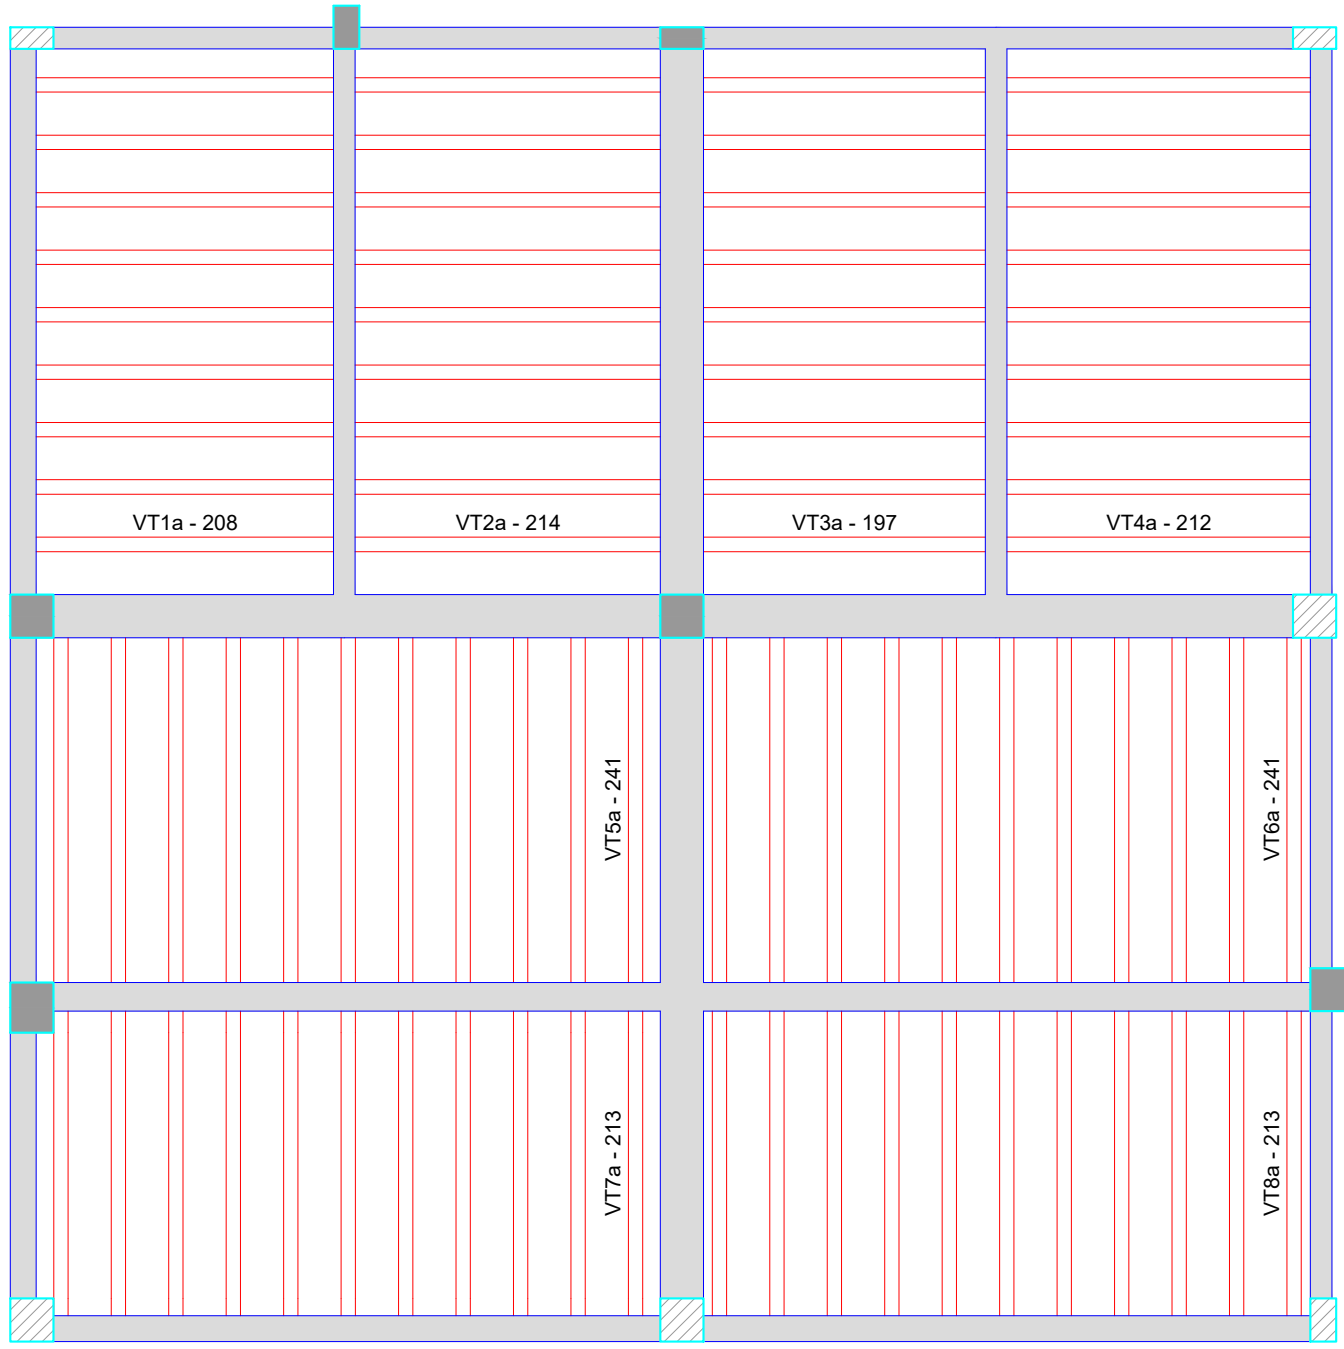 VT1a - 208
VT2a - 214
VT3a - 197
VT4a - 212
VT5a - 241
VT6a - 241
VT7a - 213
VT8a - 213